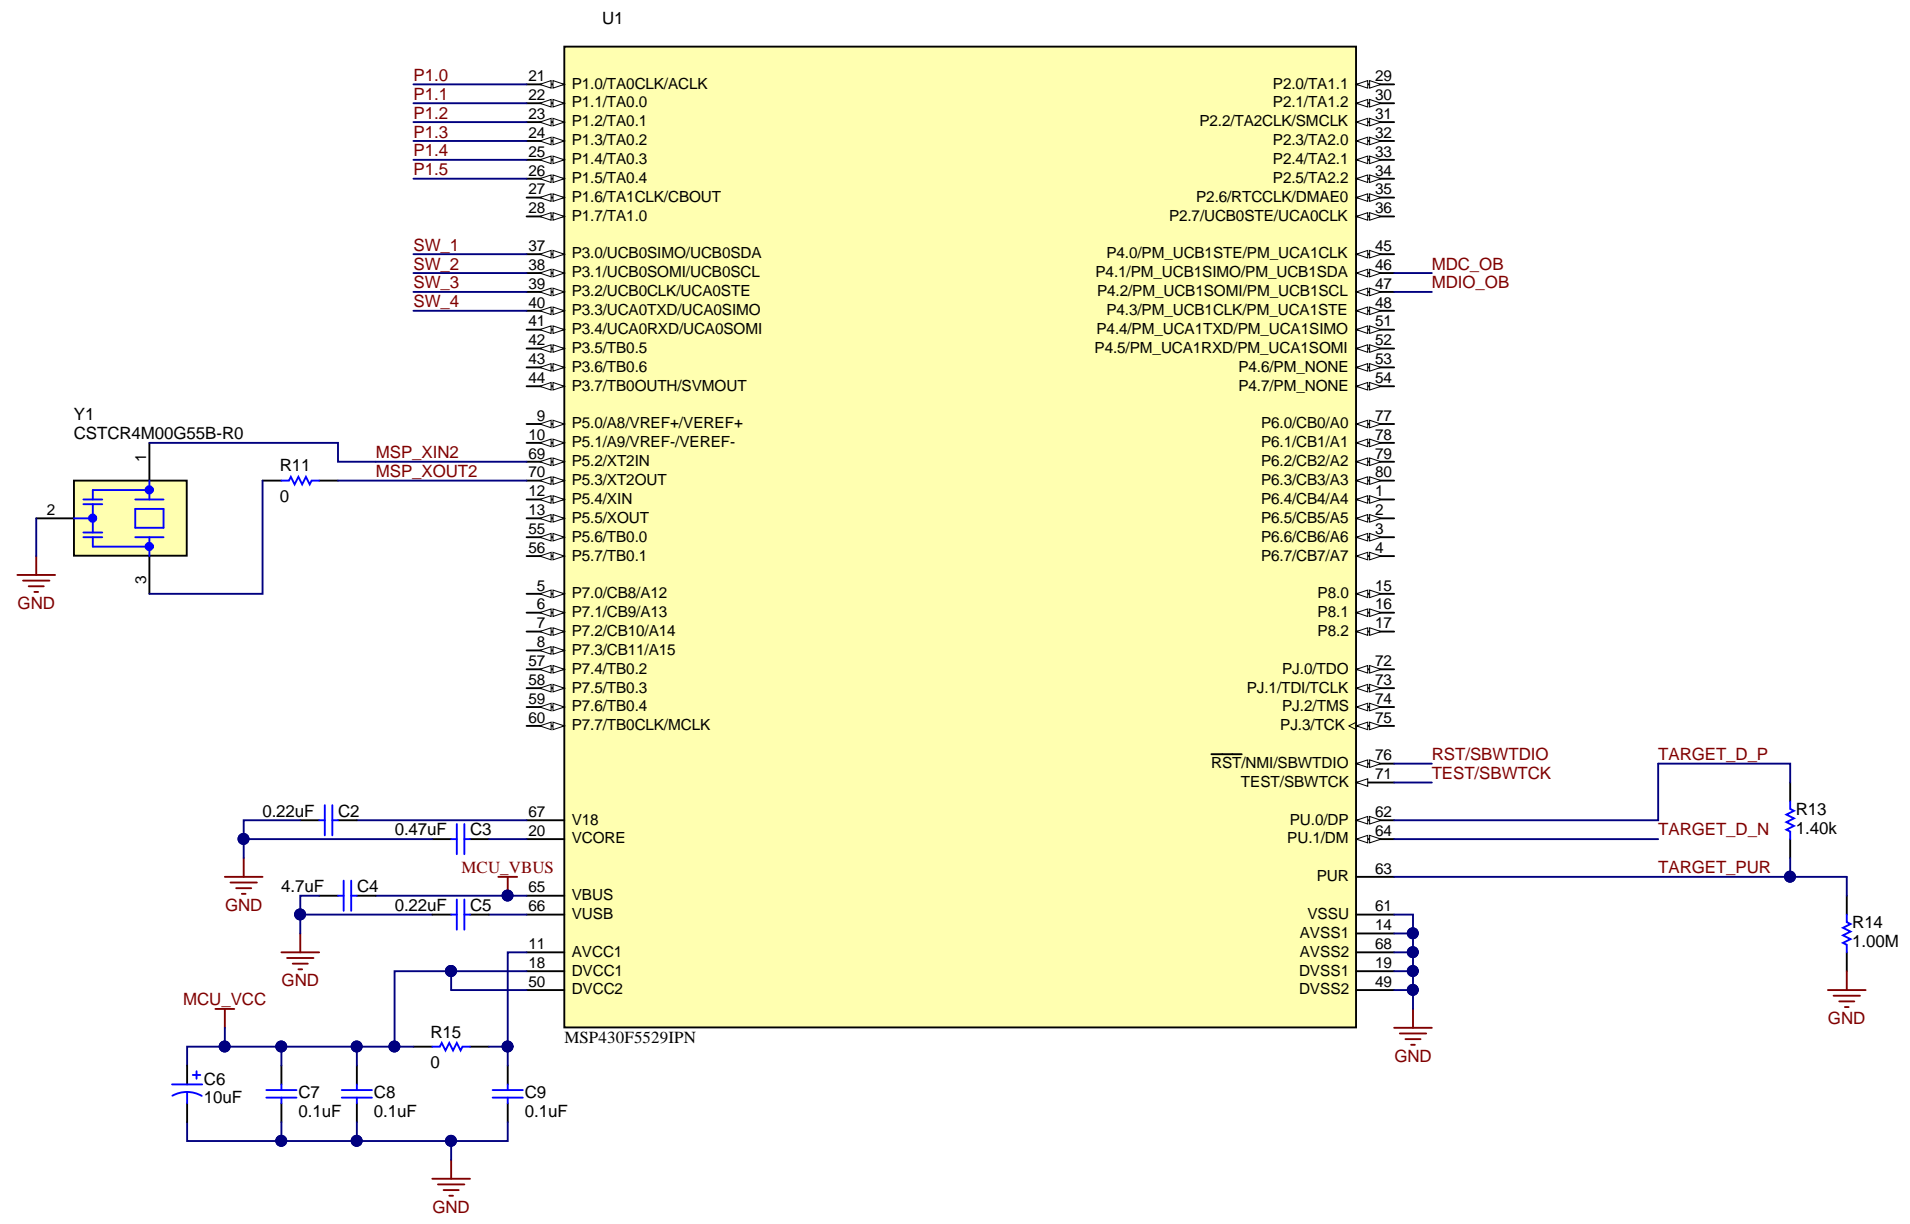 U1
P1.0 21 P1.0/TA0CLK/ACLK P2.0/TA1.1 29
P1.1 22 P1.1/TA0.0 P2.1/TA1.2 30
P1.2 23 P1.2/TA0.1 P2.2/TA2CLK/SMCLK 31
P1.3 24 P1.3/TA0.2 P2.3/TA2.0 32
P1.4 25 P1.4/TA0.3 P2.4/TA2.1 33
P1.5 26 P1.5/TA0.4 P2.5/TA2.2 34
27 P1.6/TA1CLK/CBOUT P2.6/RTCCLK/DMAE0 35
28 P1.7/TA1.0 P2.7/UCB0STE/UCA0CLK 36
SW_1 37 P3.0/UCB0SIMO/UCB0SDA P4.0/PM_UCB1STE/PM_UCA1CLK 45
SW_2 38 P3.1/UCB0SOMI/UCB0SCL P4.1/PM_UCB1SIMO/PM_UCB1SDA 46 MDC_OB
SW_3 39 P3.2/UCB0CLK/UCA0STE P4.2/PM_UCB1SOMI/PM_UCB1SCL 47 MDIO_OB
SW_4 40 P3.3/UCA0TXD/UCA0SIMO P4.3/PM_UCB1CLK/PM_UCA1STE 48
41 P3.4/UCA0RXD/UCA0SOMI P4.4/PM_UCA1TXD/PM_UCA1SIMO 51
42 P3.5/TB0.5 P4.5/PM_UCA1RXD/PM_UCA1SOMI 52
43 P3.6/TB0.6 P4.6/PM_NONE 53
44 P3.7/TB0OUTH/SVMOUT P4.7/PM_NONE 54
Y1
CSTCR4M00G55B-R0
9 P5.0/A8/VREF+/VEREF+ P6.0/CB0/A0 77
10 P5.1/A9/VREF-/VEREF- P6.1/CB1/A1 78
1 MSP_XIN2 69 P5.2/XT2IN P6.2/CB2/A2 79
R11 MSP_XOUT2 70 P5.3/XT2OUT P6.3/CB3/A3 80
0 12 P5.4/XIN P6.4/CB4/A4 1
2 13 P5.5/XOUT P6.5/CB5/A5 2
55 P5.6/TB0.0 P6.6/CB6/A6 3
56 P5.7/TB0.1 P6.7/CB7/A7 4
3
GND
5 P7.0/CB8/A12 P8.0 15
6 P7.1/CB9/A13 P8.1 16
7 P7.2/CB10/A14 P8.2 17
8 P7.3/CB11/A15
57 P7.4/TB0.2 PJ.0/TDO 72
58 P7.5/TB0.3 PJ.1/TDI/TCLK 73
59 P7.6/TB0.4 PJ.2/TMS 74
60 P7.7/TB0CLK/MCLK PJ.3/TCK 75
RST/NMI/SBWTDIO 76 RST/SBWTDIO TARGET_D_P
TEST/SBWTCK 71 TEST/SBWTCK
0.22uF C2 67 V18 PU.0/DP 62 R13
0.47uF C3 20 VCORE PU.1/DM 64 TARGET_D_N 1.40k
MCU_VBUS
GND
PUR 63 TARGET_PUR
4.7uF C4 65 VBUS
0.22uF C5 66 VUSB VSSU 61 R14
AVSS1 14 1.00M
GND
11 AVCC1 AVSS2 68
18 DVCC1 DVSS1 19
50 DVCC2 DVSS2 49
MCU_VCC
GND
R15
0
MSP430F5529IPN
GND
+ C6
10uF
C7
0.1uF
C8
0.1uF
C9
0.1uF
GND